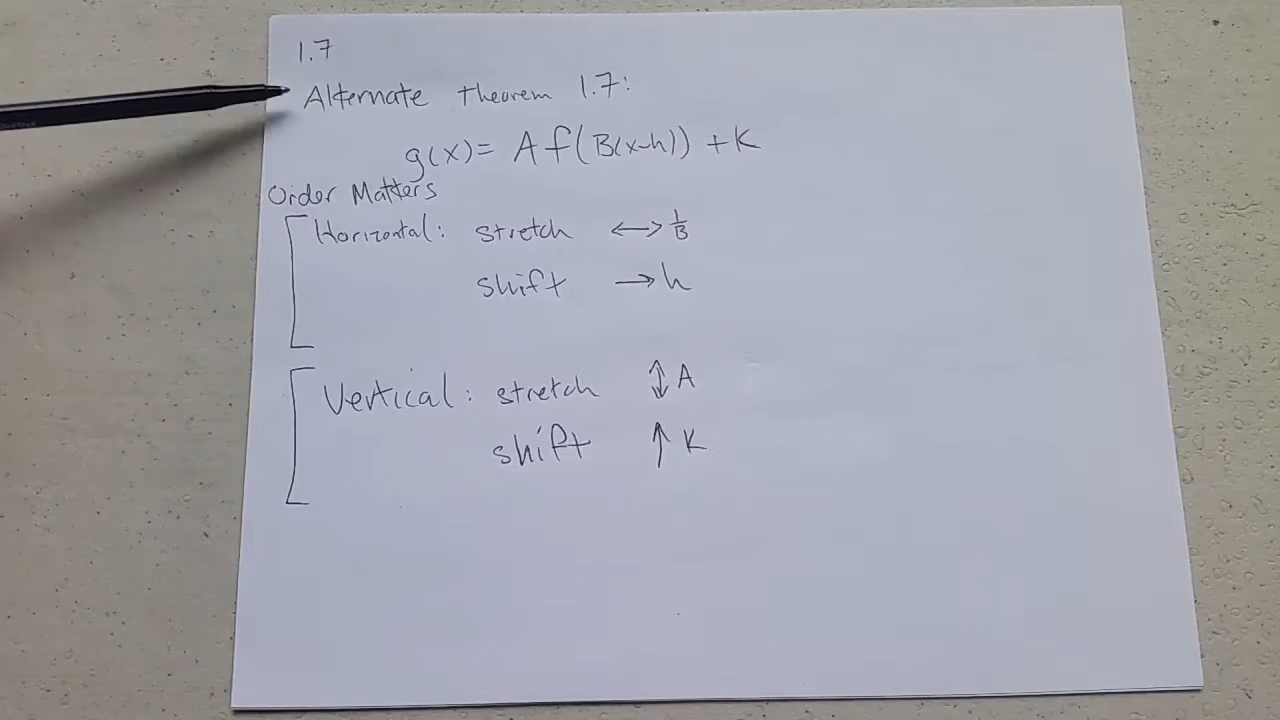 1.7
Alternate theorem 1.7:
g(x)= A f(B(x-h)) +K
Order Matters
Horizontal: stretch ↔ 1/B
shift → h
Vertical: stretch ↕ A
shift ↑ K